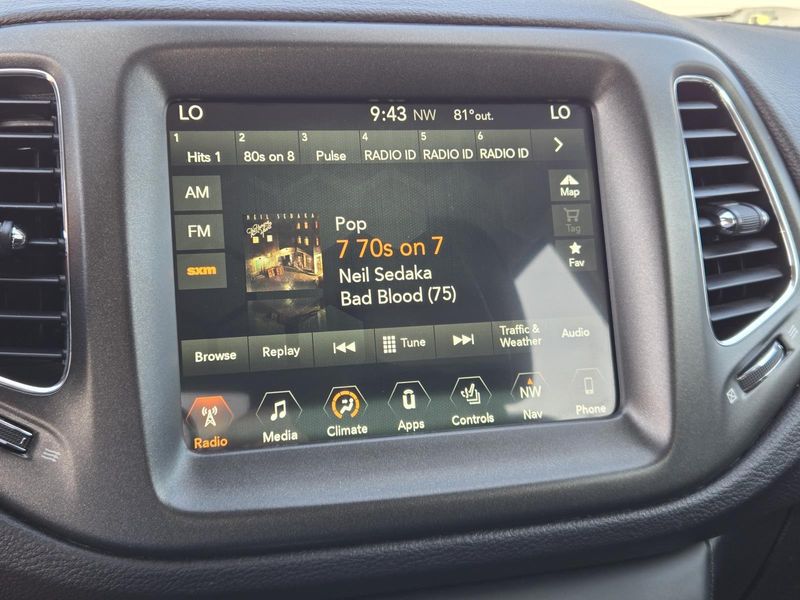 LO 9:43 NW 81°out. LO
1 2 3 4 5 6
Hits 1 80s on 8 Pulse RADIO ID RADIO ID RADIO ID
AM
FM
sxm
NEIL SEDAKA
Pop
7 70s on 7
Neil Sedaka
Bad Blood (75)
Map
Tag
Fav
Browse Replay Tune Traffic & Weather Audio
Radio Media Climate Apps Controls NW Nav Phone